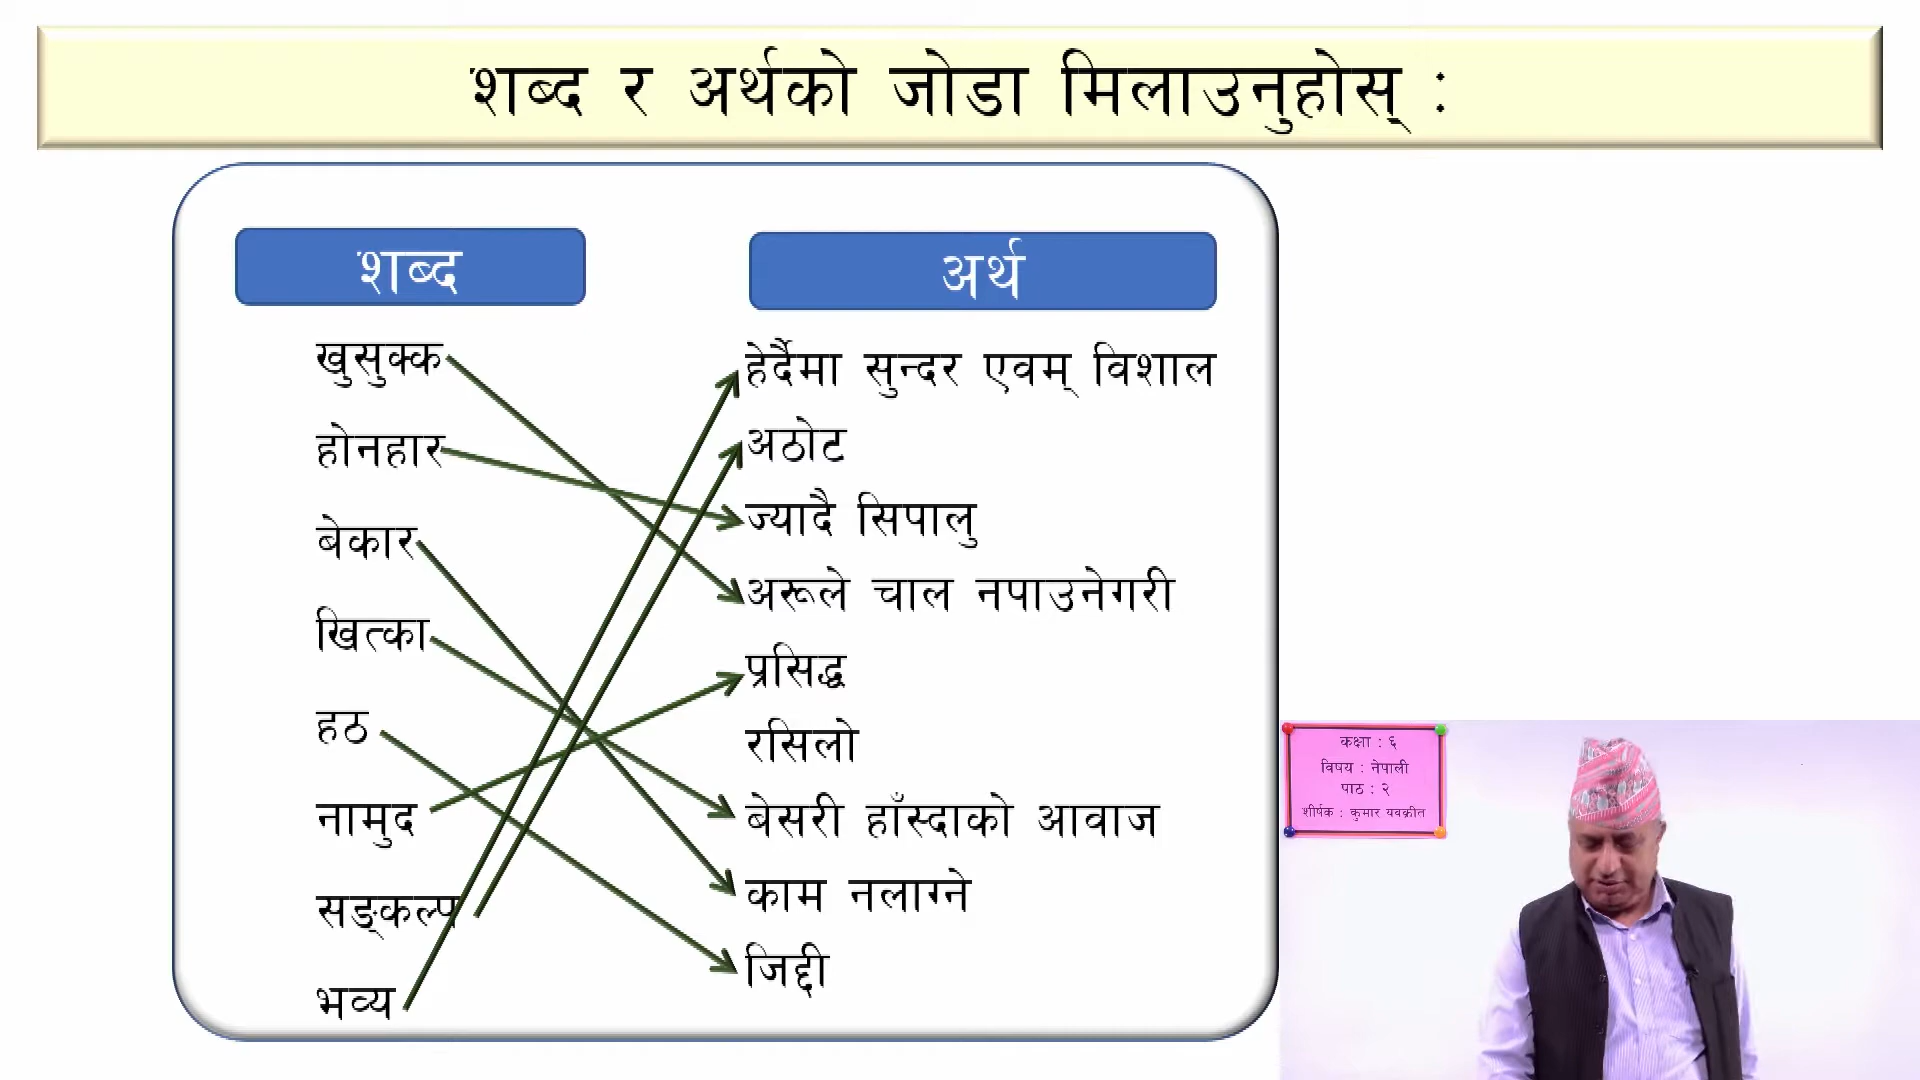 शब्द र अर्थको जोडा मिलाउनुहोस् :
शब्द
खुसुक्क
होनहार
बेकार
खित्का
हठ
नामुद
सङ्कल्प
भव्य
अर्थ
हेर्दैमा सुन्दर एवम् विशाल
अठोट
ज्यादै सिपालु
अरूले चाल नपाउनेगरी
प्रसिद्ध
रसिलो
बेसरी हाँस्दाको आवाज
काम नलाग्ने
जिद्दी
कक्षा : ६
विषय : नेपाली
पाठ : २
शीर्षक : कुमार यवक्रीत